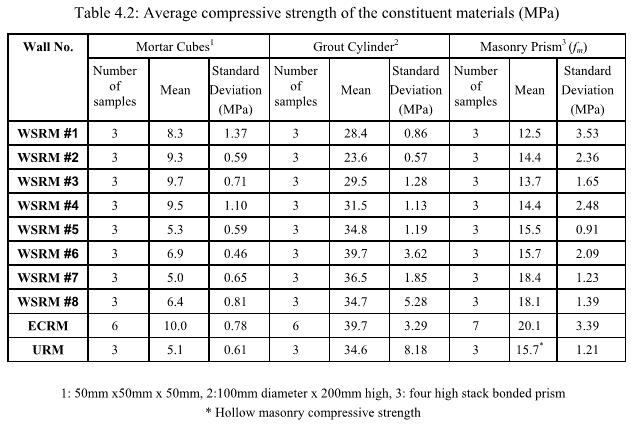 Table 4.2: Average compressive strength of the constituent materials (MPa)
Wall No. Mortar Cubes1 Grout Cylinder2 Masonry Prism3 (fm)
Number of samples Mean Standard Deviation (MPa) Number of samples Mean Standard Deviation (MPa) Number of samples Mean Standard Deviation (MPa)
WSRM #1 3 8.3 1.37 3 28.4 0.86 3 12.5 3.53
WSRM #2 3 9.3 0.59 3 23.6 0.57 3 14.4 2.36
WSRM #3 3 9.7 0.71 3 29.5 1.28 3 13.7 1.65
WSRM #4 3 9.5 1.10 3 31.5 1.13 3 14.4 2.48
WSRM #5 3 5.3 0.59 3 34.8 1.19 3 15.5 0.91
WSRM #6 3 6.9 0.46 3 39.7 3.62 3 15.7 2.09
WSRM #7 3 5.0 0.65 3 36.5 1.85 3 18.4 1.23
WSRM #8 3 6.4 0.81 3 34.7 5.28 3 18.1 1.39
ECRM 6 10.0 0.78 6 39.7 3.29 7 20.1 3.39
URM 3 5.1 0.61 3 34.6 8.18 3 15.7* 1.21
1: 50mm x50mm x 50mm, 2:100mm diameter x 200mm high, 3: four high stack bonded prism
* Hollow masonry compressive strength